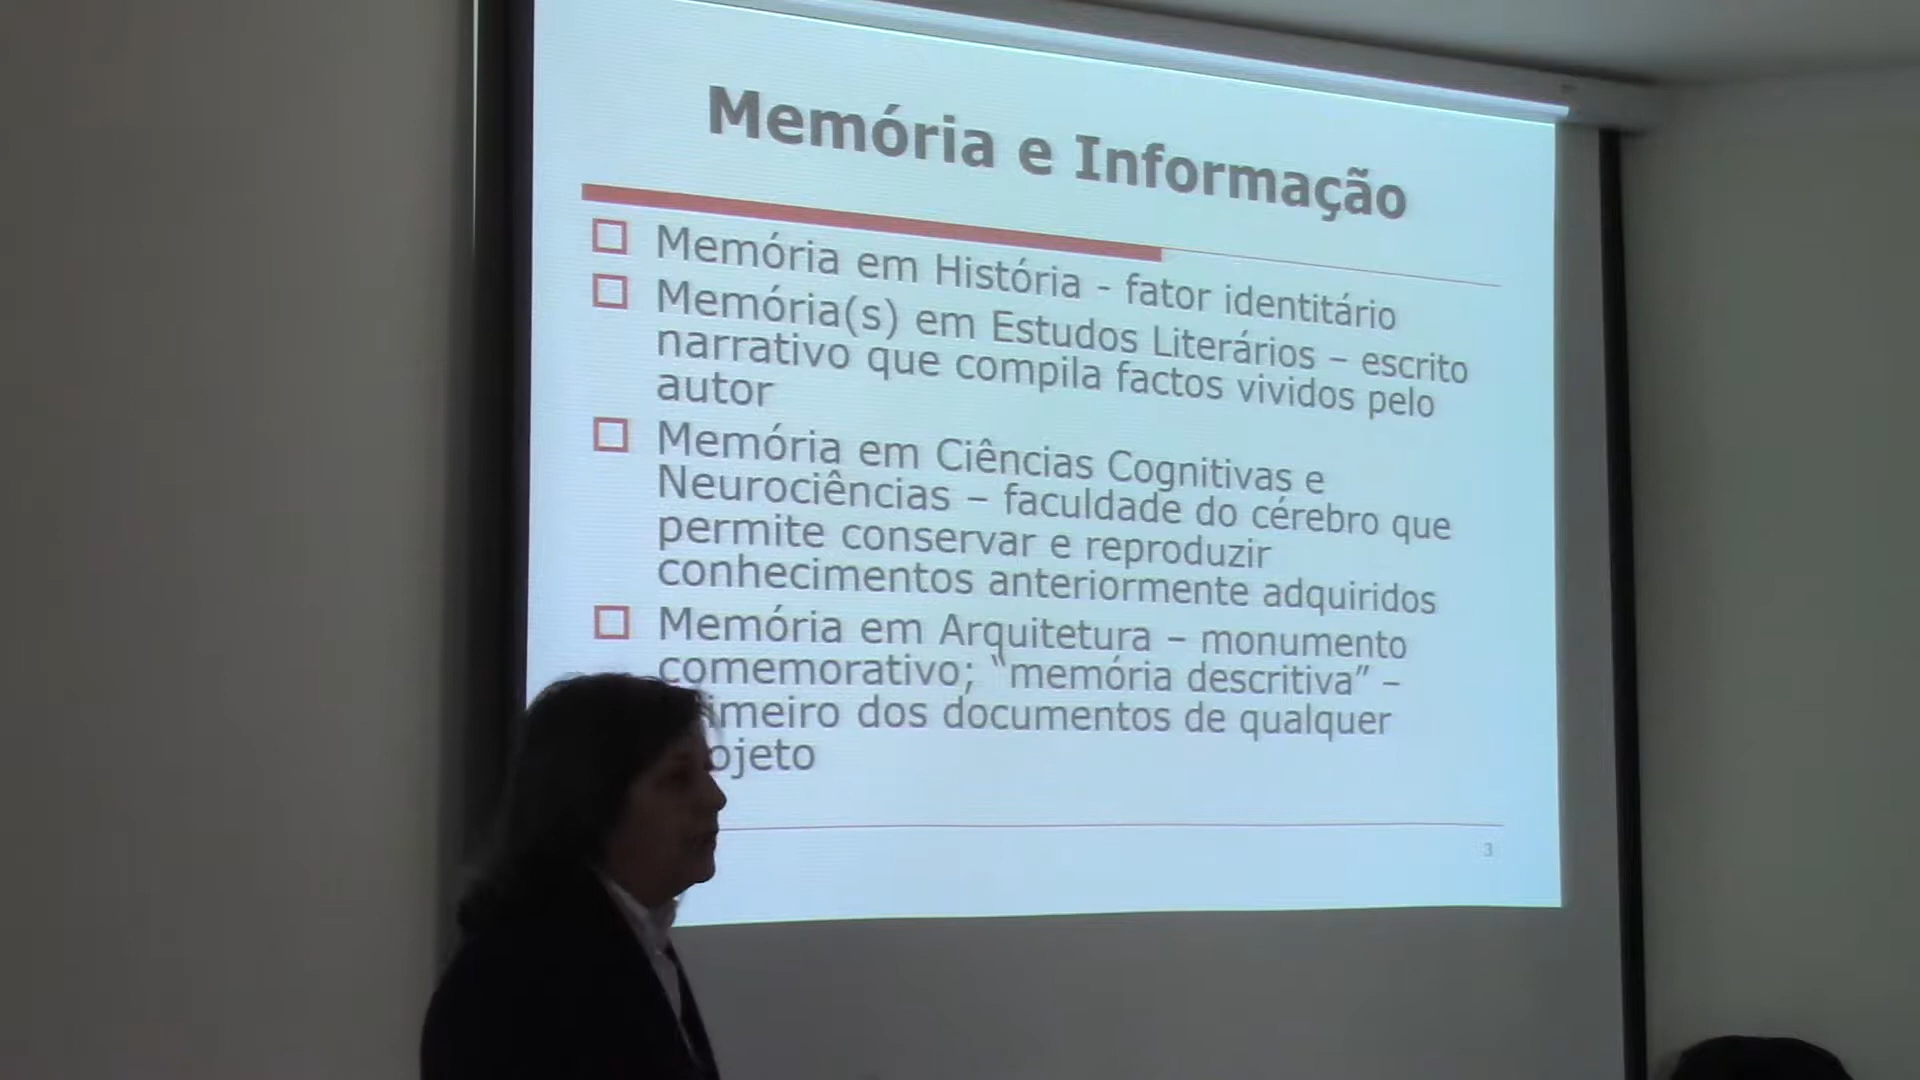 Memória e Informação
Memória em História - fator identitário
Memória(s) em Estudos Literários – escrito
narrativo que compila factos vividos pelo
autor
Memória em Ciências Cognitivas e
Neurociências – faculdade do cérebro que
permite conservar e reproduzir
conhecimentos anteriormente adquiridos
Memória em Arquitetura – monumento
comemorativo; “memória descritiva” –
imeiro dos documentos de qualquer
ojeto
3